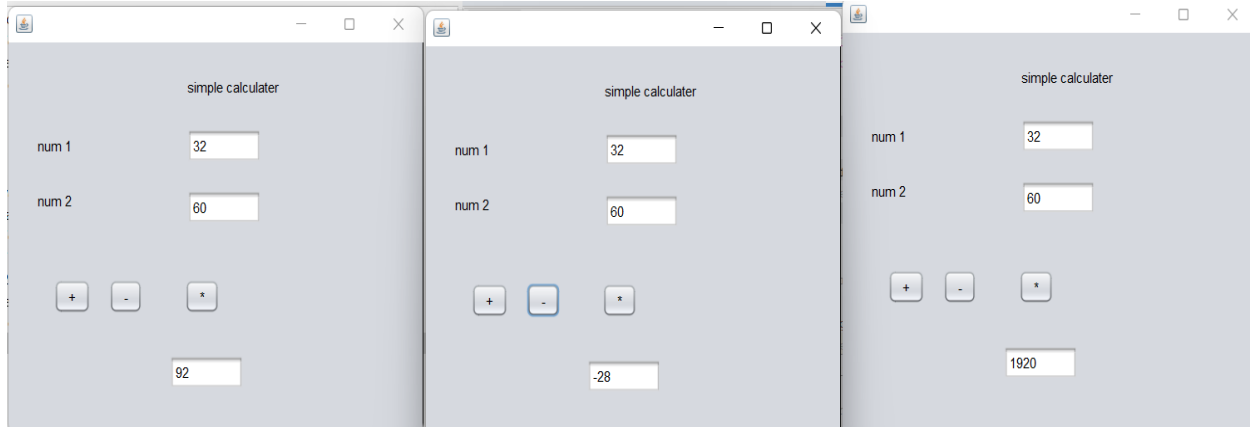 simple calculater
num 1 32
num 2 60
+ - *
92
simple calculater
num 1 32
num 2 60
+ - *
-28
simple calculater
num 1 32
num 2 60
+ - *
1920